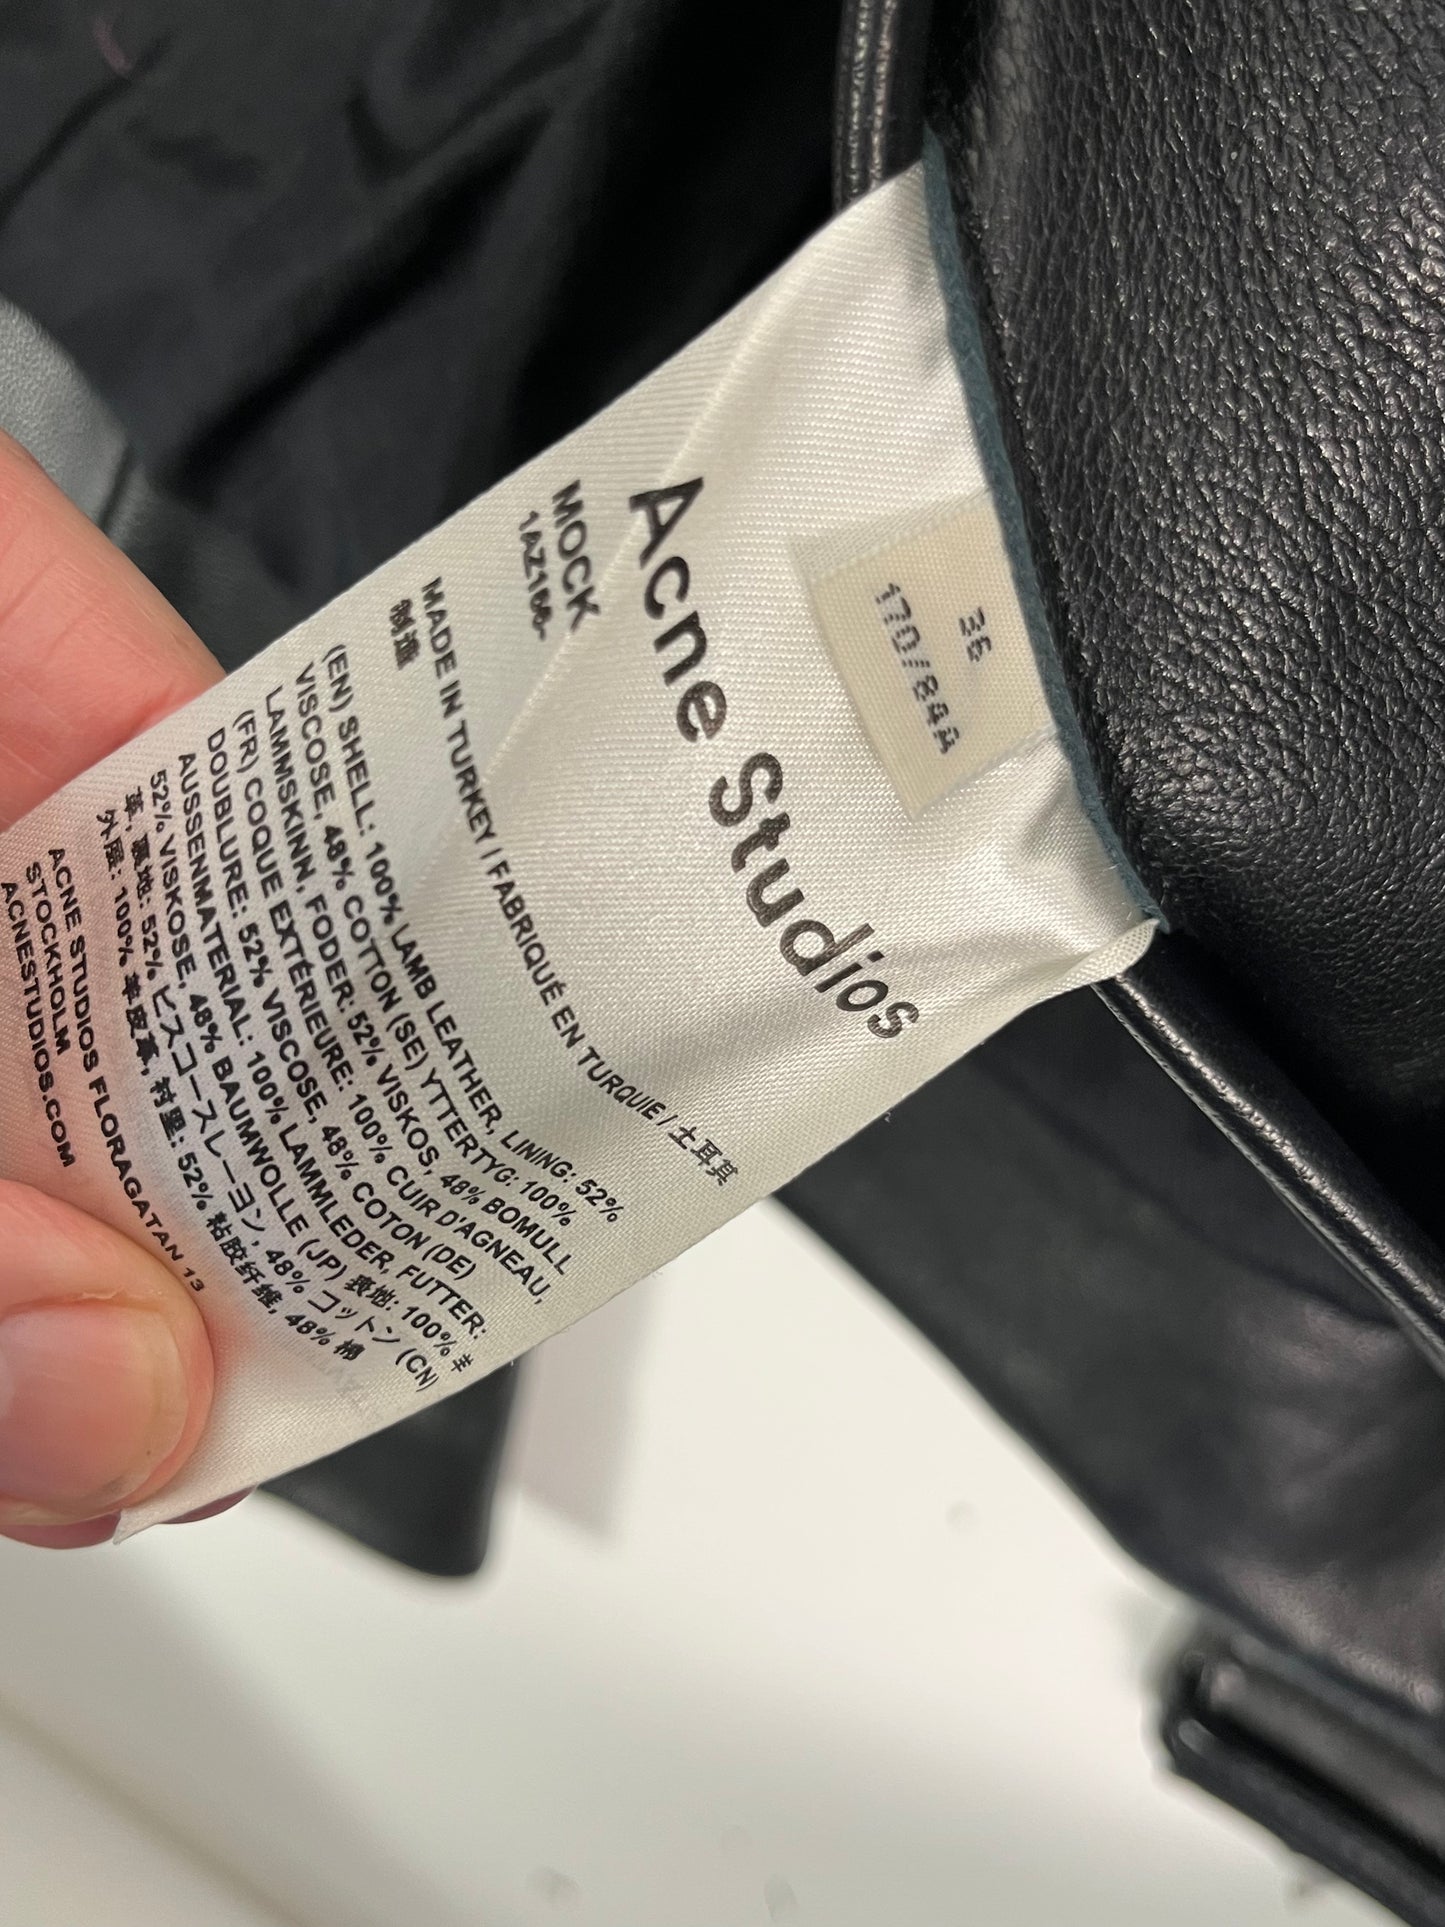 36
170//84A
Acne Studios
MOCK
1AZ166-
MADE IN TURKEY / FABRIQUÉ EN TURQUIE / 土耳其
制造
(EN) SHELL: 100% LAMB LEATHER, LINING: 52%
VISCOSE, 48% COTTON (SE) YTTERTYG: 100%
LAMMSKINN, FODER: 52% VISKOS, 48% BOMULL
(FR) COQUE EXTÉRIEURE: 100% CUIR D'AGNEAU,
DOUBLURE: 52% VISCOSE, 48% COTON (DE)
AUSSENMATERIAL: 100% LAMMLEDER, FUTTER:
52% VISKOSE, 48% BAUMWOLLE (JP) 表地: 100% 羊
革, 裏地: 52% ビスコースレーヨン, 48% コットン (CN)
外层: 100% 羊皮革, 衬里: 52% 粘胶纤维, 48% 棉
ACNE STUDIOS FLORAGATAN 13
STOCKHOLM
ACNESTUDIOS.COM